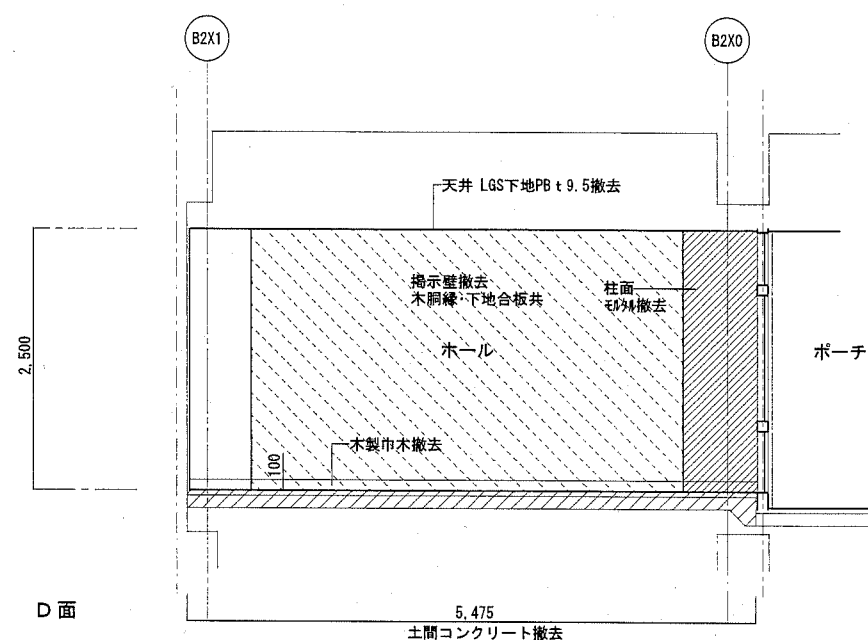 B2X1
B2X0
天井 LGS下地PBt9.5撤去
掲示壁撤去
木胴縁・下地合板共
柱面
モルタル撤去
ホール
ポーチ
2,500
木製巾木撤去
100
5,475
土間コンクリート撤去
D面